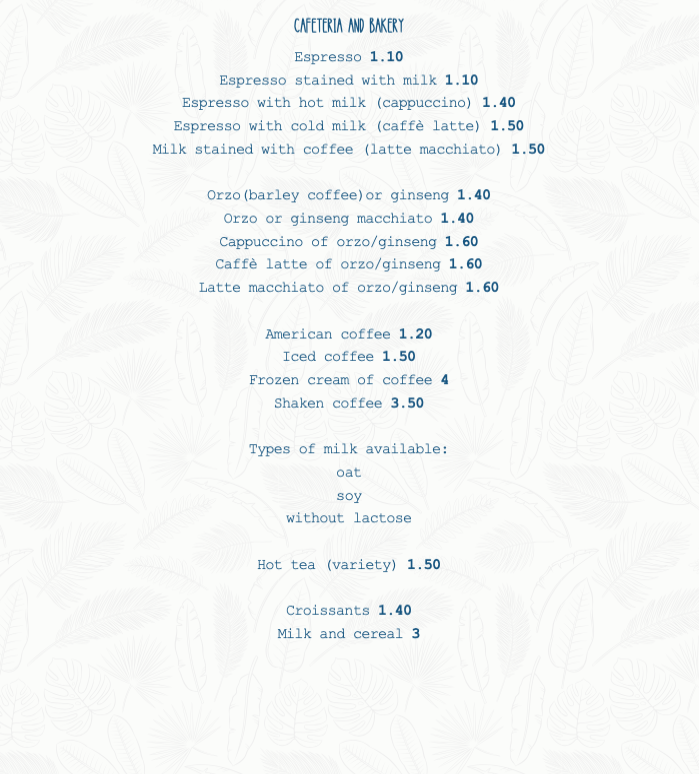 CAFETERIA AND BAKERY
Espresso 1.10
Espresso stained with milk 1.10
Espresso with hot milk (cappuccino) 1.40
Espresso with cold milk (caffè latte) 1.50
Milk stained with coffee (latte macchiato) 1.50
Orzo(barley coffee)or ginseng 1.40
Orzo or ginseng macchiato 1.40
Cappuccino of orzo/ginseng 1.60
Caffè latte of orzo/ginseng 1.60
Latte macchiato of orzo/ginseng 1.60
American coffee 1.20
Iced coffee 1.50
Frozen cream of coffee 4
Shaken coffee 3.50
Types of milk available:
oat
soy
without lactose
Hot tea (variety) 1.50
Croissants 1.40
Milk and cereal 3